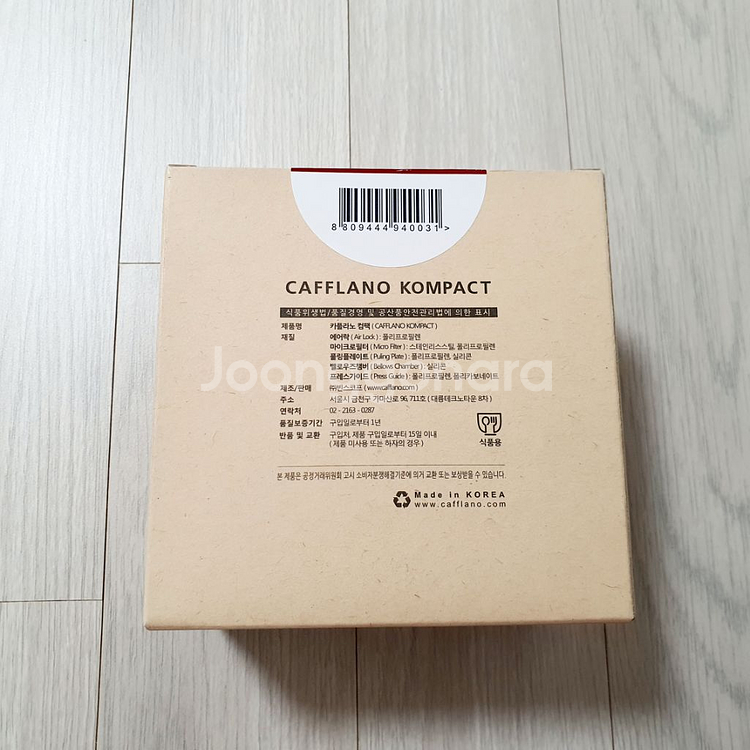 8 809444 940031 >
CAFFLANO KOMPACT
식품위생법/품질경영 및 공산품안전관리법에 의한 표시
제품명 카플라노 컴팩 ( CAFFLANO KOMPACT )
재질 에어락 ( Air Lock ) : 폴리프로필렌
마이크로필터 ( Micro Filter ) : 스테인리스스틸, 폴리프로필렌
풀링플레이트 ( Puling Plate ) : 폴리프로필렌, 실리콘
벨로우즈챔버 ( Bellows Chamber ) : 실리콘
프레스가이드 ( Press Guide ) : 폴리프로필렌, 폴리카보네이트
Joonggonara
제조/판매 ㈜빈스코프 ( www.cafflano.com )
주소 서울시 금천구 가마산로 96, 711호 ( 대륭테크노타운 8차 )
연락처 02 - 2163 - 0287
품질보증기간 구입일로부터 1년
반품 및 교환 구입처, 제품 구입일로부터 15일 이내
( 제품 미사용 또는 하자의 경우 )
식품용
본 제품은 공정거래위원회 고시 소비자분쟁해결기준에 의거 교환 또는 보상받을 수 있습니다.
Made in KOREA
www.cafflano.com